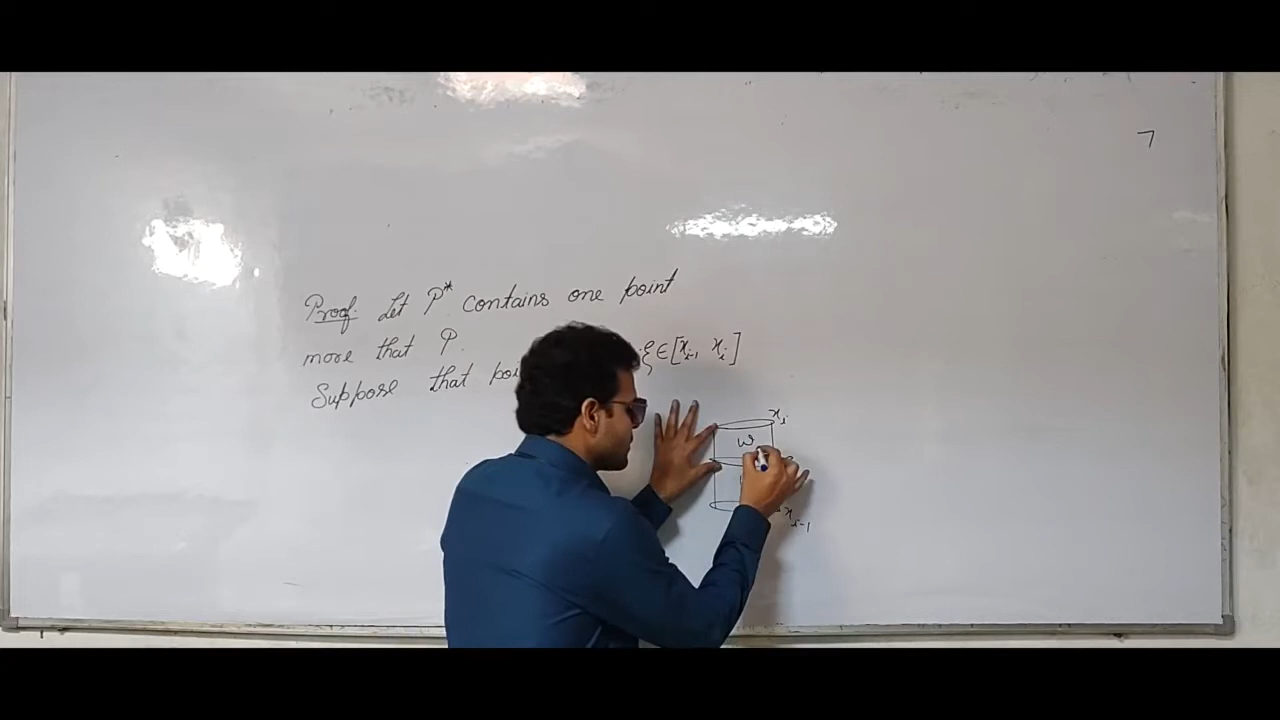 7
Proof: Let P* contains one point
more that P.
Suppose that ξ ∈ [x_{i-1} x_i]
x_i
w
x_{i-1}